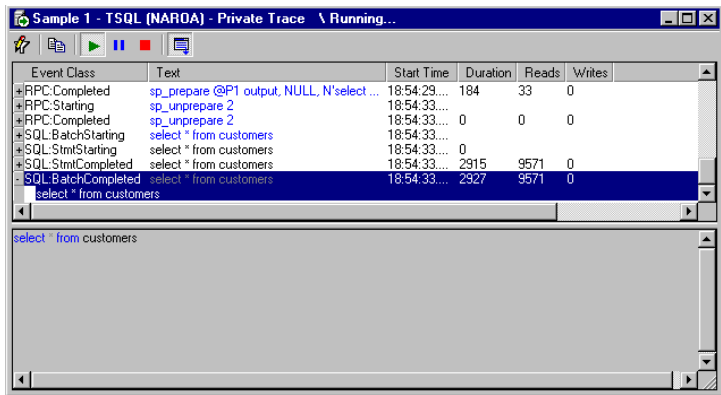 Sample 1 - TSQL (NAROA) - Private Trace \ Running...
Event Class Text Start Time Duration Reads Writes
+RPC:Completed sp_prepare @P1 output, NULL, N'select ... 18:54:29.... 184 33 0
+RPC:Starting sp_unprepare 2 18:54:33....
+RPC:Completed sp_unprepare 2 18:54:33.... 0 0 0
+SQL:BatchStarting select * from customers 18:54:33....
+SQL:StmtStarting select * from customers 18:54:33.... 0
+SQL:StmtCompleted select * from customers 18:54:33.... 2915 9571 0
-SQL:BatchCompleted select * from customers 18:54:33.... 2927 9571 0
select * from customers
select * from customers